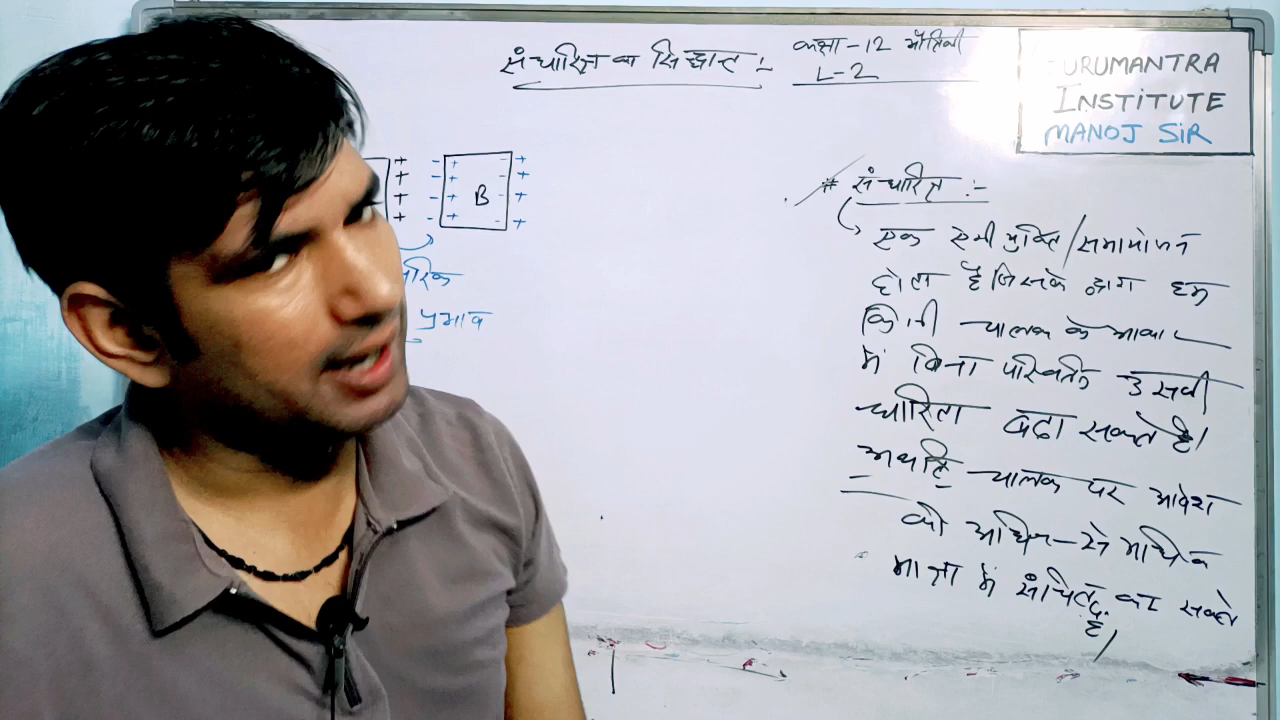 संधारित्र का सिद्धान्त :-
कक्षा-12 भौतिकी
L-2
URUMANTRA
INSTITUTE
MANOJ SIR
+ - + - +
+ - + - +
+ - + B - +
+ - + - +
रिक
प्रभाव
# संधारित्र :-
एक ऐसी युक्ति/समायोजन
होता है जिसके द्वारा हम
किसी चालक के आकार
में बिना परिवर्तन उसकी
धारिता बढ़ा सकते है।
अर्थात् चालक पर आवेश
की अधिक-से अधिक
मात्रा में संचित कर सकते
है।